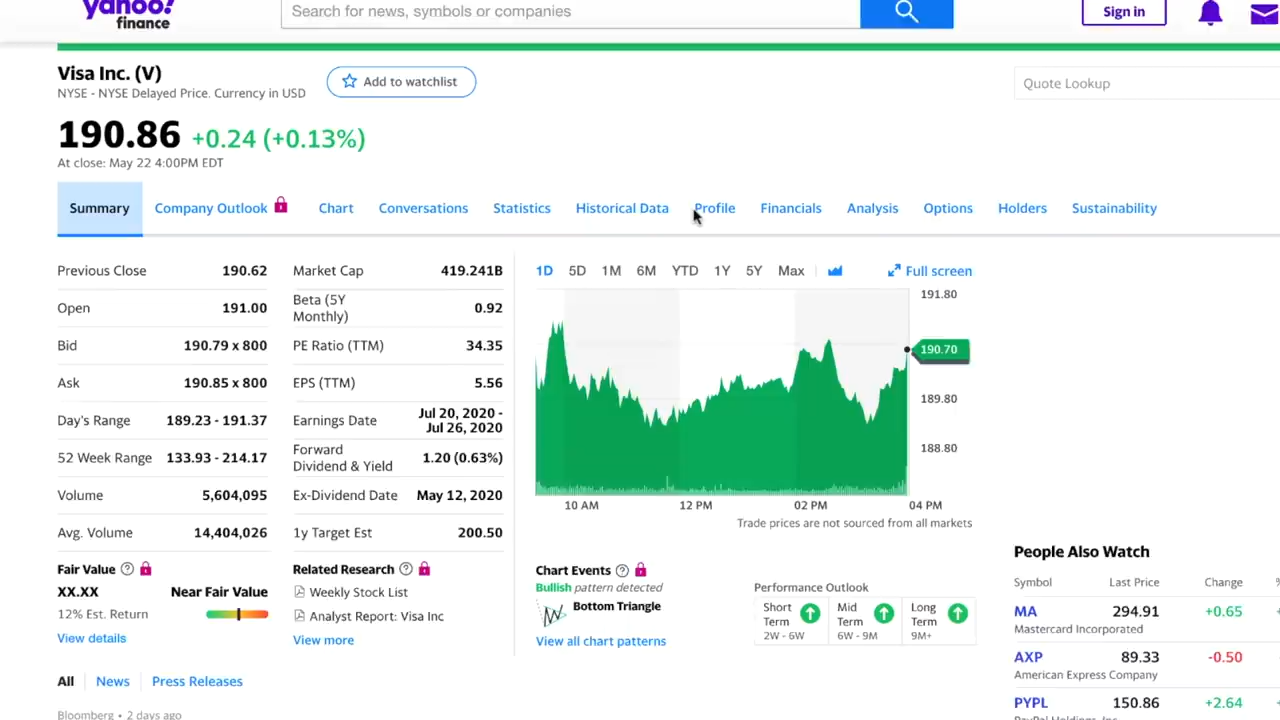 yahoo!
finance
Search for news, symbols or companies
Sign in
Visa Inc. (V)
NYSE - NYSE Delayed Price. Currency in USD
Add to watchlist
Quote Lookup
190.86 +0.24 (+0.13%)
At close: May 22 4:00PM EDT
Summary Company Outlook Chart Conversations Statistics Historical Data Profile Financials Analysis Options Holders Sustainability
Previous Close 190.62
Open 191.00
Bid 190.79 x 800
Ask 190.85 x 800
Day's Range 189.23 - 191.37
52 Week Range 133.93 - 214.17
Volume 5,604,095
Avg. Volume 14,404,026
Market Cap 419.241B
Beta (5Y
Monthly) 0.92
PE Ratio (TTM) 34.35
EPS (TTM) 5.56
Earnings Date Jul 20, 2020 -
Jul 26, 2020
Forward
Dividend & Yield 1.20 (0.63%)
Ex-Dividend Date May 12, 2020
1y Target Est 200.50
1D 5D 1M 6M YTD 1Y 5Y Max Full screen
191.80
190.70
189.80
188.80
10 AM 12 PM 02 PM 04 PM
Trade prices are not sourced from all markets
Fair Value ?
XX.XX Near Fair Value
12% Est. Return
View details
Related Research ?
Weekly Stock List
Analyst Report: Visa Inc
View more
Chart Events ?
Bullish pattern detected
Bottom Triangle
View all chart patterns
Performance Outlook
Short
Term
2W - 6W
Mid
Term
6W - 9M
Long
Term
9M+
People Also Watch
Symbol Last Price Change %
MA 294.91 +0.65
Mastercard Incorporated
AXP 89.33 -0.50
American Express Company
PYPL 150.86 +2.64
PayPal Holdings, Inc.
All News Press Releases
Bloomberg • 2 days ago